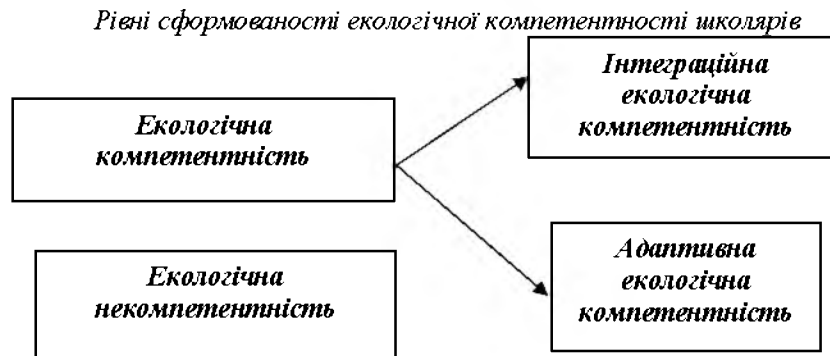 Рівні сформованості екологічної компетентності школярів
Екологічна
компетентність
Інтеграційна
екологічна
компетентність
Екологічна
некомпетентність
Адаптивна
екологічна
компетентність